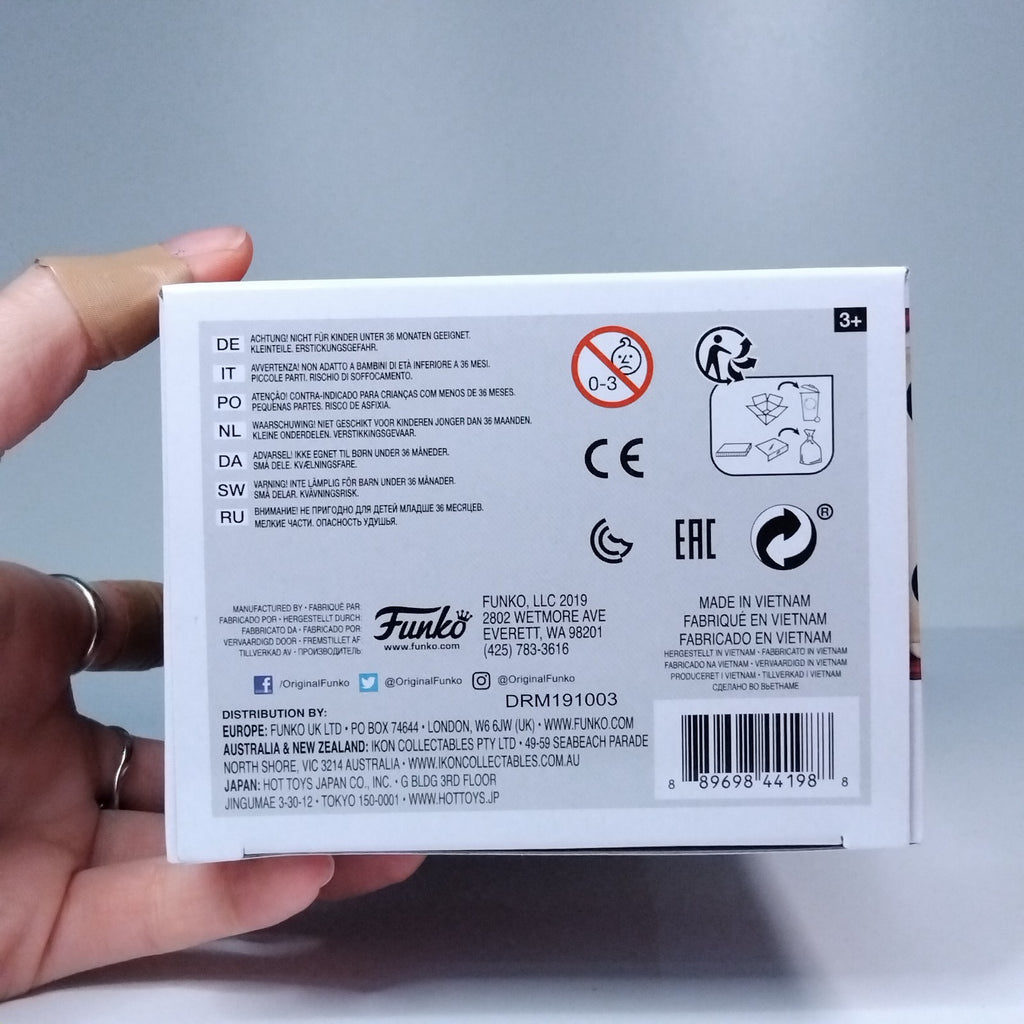 3+
DE ACHTUNG! NICHT FÜR KINDER UNTER 36 MONATEN GEEIGNET.
KLEINTEILE. ERSTICKUNGSGEFAHR.
IT AVVERTENZA! NON ADATTO A BAMBINI DI ETÀ INFERIORE A 36 MESI.
PICCOLE PARTI. RISCHIO DI SOFFOCAMENTO.
PO ATENÇÃO! CONTRA-INDICADO PARA CRIANÇAS COM MENOS DE 36 MESES.
PEQUENAS PARTES. RISCO DE ASFIXIA.
NL WAARSCHUWING! NIET GESCHIKT VOOR KINDEREN JONGER DAN 36 MAANDEN.
KLEINE ONDERDELEN. VERSTIKKINGSGEVAAR.
DA ADVARSEL! IKKE EGNET TIL BØRN UNDER 36 MÅNEDER.
SMÅ DELE. KVÆLNINGSFARE.
SW VARNING! INTE LÄMPLIG FÖR BARN UNDER 36 MÅNADER.
SMÅ DELAR. KVÄVNINGSRISK.
RU ВНИМАНИЕ! НЕ ПРИГОДНО ДЛЯ ДЕТЕЙ МЛАДШЕ 36 МЕСЯЦЕВ.
МЕЛКИЕ ЧАСТИ. ОПАСНОСТЬ УДУШЬЯ.
0-3
CE
EAC
®
MANUFACTURED BY • FABRIQUÉ PAR:
FABRICADO POR • HERGESTELLT DURCH:
FABBRICATO DA • FABRICADO POR:
VERVAARDIGD DOOR • FREMSTILLET AF:
TILLVERKAD AV • ПРОИЗВОДИТЕЛЬ:
Funko
www.funko.com
FUNKO, LLC 2019
2802 WETMORE AVE
EVERETT, WA 98201
(425) 783-3616
MADE IN VIETNAM
FABRIQUÉ EN VIETNAM
FABRICADO EN VIETNAM
HERGESTELLT IN VIETNAM • FABBRICATO IN VIETNAM
FABRICADO NA VIETNAM • VERVAARDIGD IN VIETNAM
PRODUCERET I VIETNAM • TILLVERKAD I VIETNAM
СДЕЛАНО ВО ВЬЕТНАМЕ
/OriginalFunko @OriginalFunko @OriginalFunko
DRM191003
DISTRIBUTION BY:
EUROPE: FUNKO UK LTD • PO BOX 74644 • LONDON, W6 6JW (UK) • WWW.FUNKO.COM
AUSTRALIA & NEW ZEALAND: IKON COLLECTABLES PTY LTD • 49-59 SEABEACH PARADE
NORTH SHORE, VIC 3214 AUSTRALIA • WWW.IKONCOLLECTABLES.COM.AU
JAPAN: HOT TOYS JAPAN CO., INC. • G BLDG 3RD FLOOR
JINGUMAE 3-30-12 • TOKYO 150-0001 • WWW.HOTTOYS.JP
8 89698 44198 8